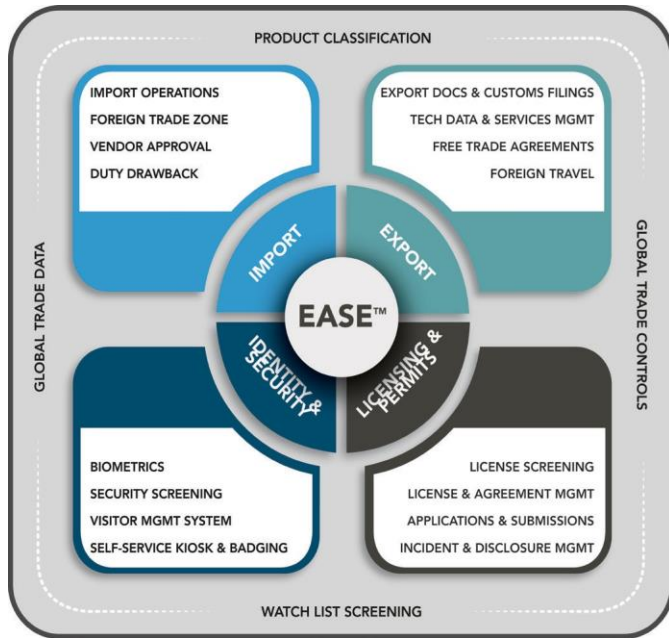 PRODUCT CLASSIFICATION
IMPORT OPERATIONS
FOREIGN TRADE ZONE
VENDOR APPROVAL
DUTY DRAWBACK
EXPORT DOCS & CUSTOMS FILINGS
TECH DATA & SERVICES MGMT
FREE TRADE AGREEMENTS
FOREIGN TRAVEL
GLOBAL TRADE DATA
IMPORT
EXPORT
GLOBAL TRADE CONTROLS
EASE™
IDENTITY &
SECURITY
LICENSING &
PERMITS
BIOMETRICS
SECURITY SCREENING
VISITOR MGMT SYSTEM
SELF-SERVICE KIOSK & BADGING
LICENSE SCREENING
LICENSE & AGREEMENT MGMT
APPLICATIONS & SUBMISSIONS
INCIDENT & DISCLOSURE MGMT
WATCH LIST SCREENING